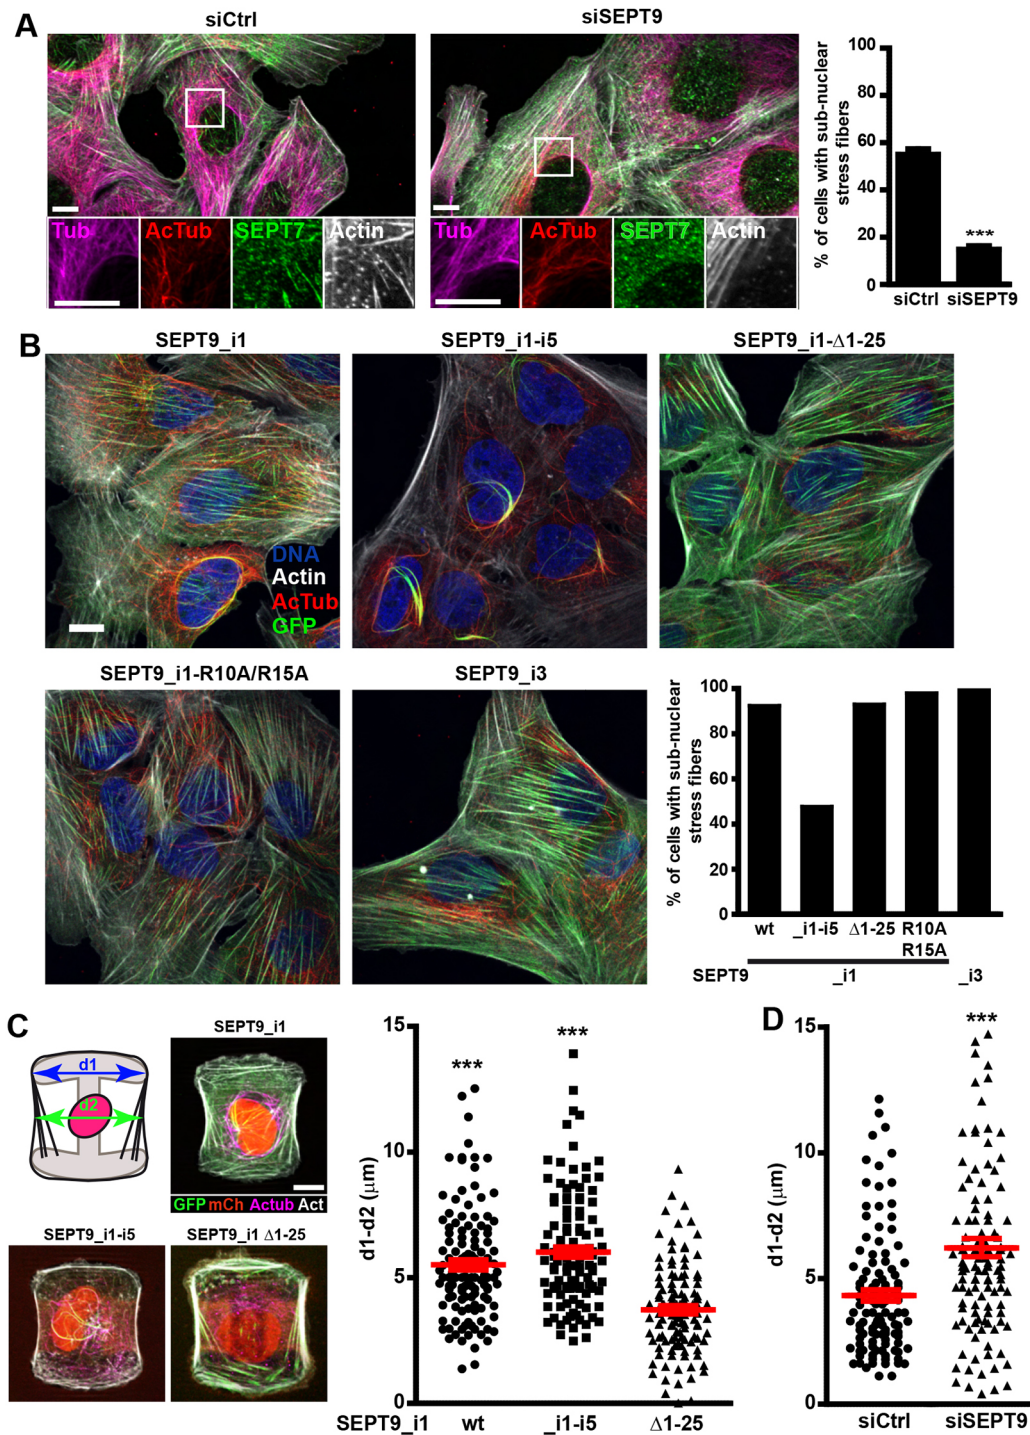 A
siCtrl
siSEPT9
Tub
AcTub
SEPT7
Actin
Tub
AcTub
SEPT7
Actin
% of cells with sub-nuclear
stress fibers
100
80
60
40
20
0
***
siCtrl
siSEPT9
B
SEPT9_i1
SEPT9_i1-i5
SEPT9_i1-Δ1-25
DNA
Actin
AcTub
GFP
SEPT9_i1-R10A/R15A
SEPT9_i3
% of cells with sub-nuclear
stress fibers
100
80
60
40
20
0
wt
_i1-i5
Δ1-25
R10A
R15A
SEPT9
_i1
_i3
C
d1
d2
SEPT9_i1
GFP mCh Actub Act
SEPT9_i1-i5
SEPT9_i1 Δ1-25
d1-d2 (μm)
15
10
5
0
***
***
SEPT9_i1
wt
_i1-i5
Δ1-25
D
d1-d2 (μm)
15
10
5
0
***
siCtrl
siSEPT9